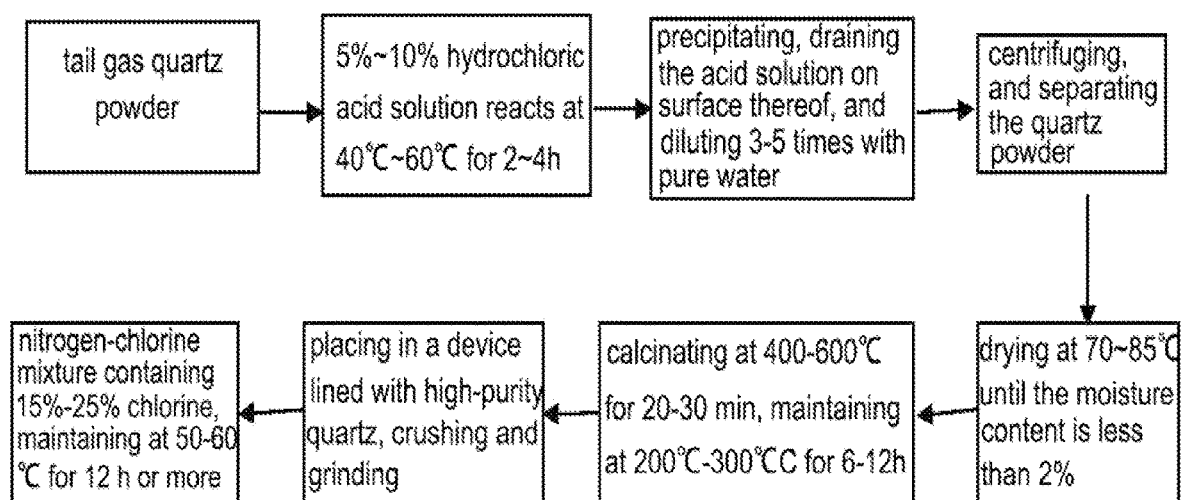 tail gas quartz
powder
5%~10% hydrochloric
acid solution reacts at
40℃~60℃ for 2~4h
precipitating, draining
the acid solution on
surface thereof, and
diluting 3-5 times with
pure water
centrifuging,
and separating
the quartz
powder
drying at 70~85℃
until the moisture
content is less
than 2%
calcinating at 400-600℃
for 20-30 min, maintaining
at 200℃-300℃C for 6-12h
placing in a device
lined with high-purity
quartz, crushing and
grinding
nitrogen-chlorine
mixture containing
15%-25% chlorine,
maintaining at 50-60
℃ for 12 h or more